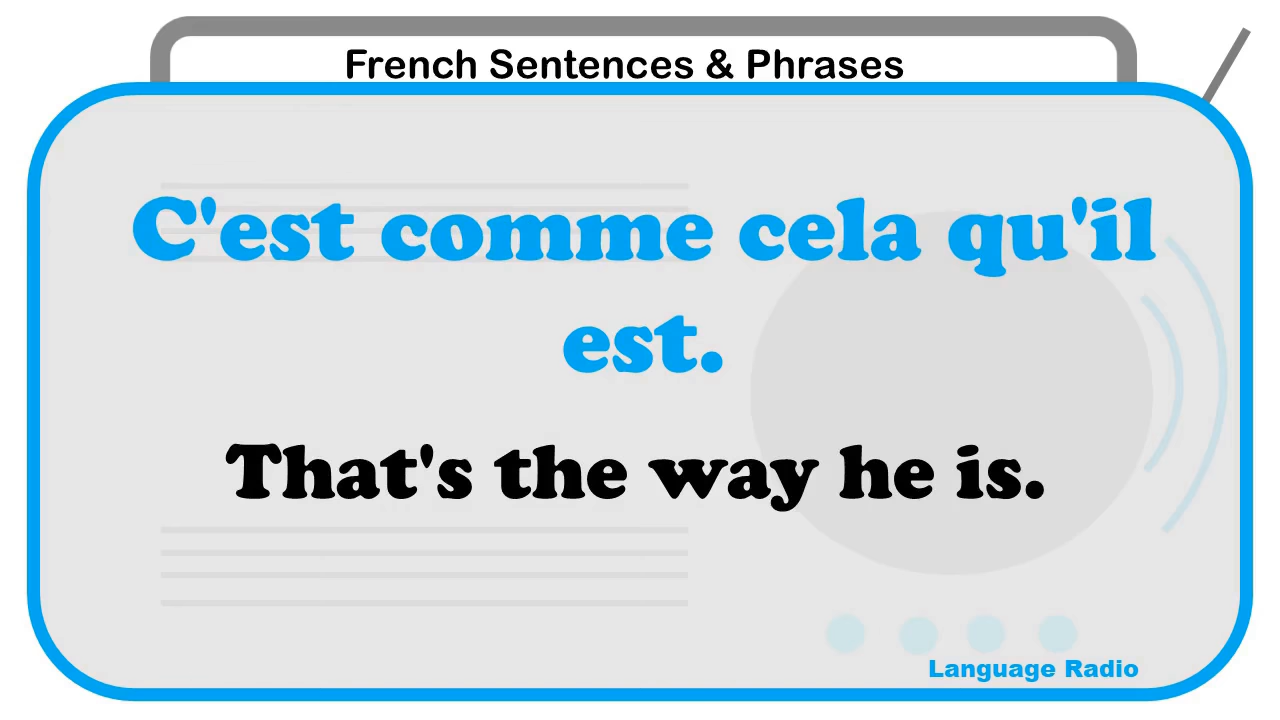 French Sentences & Phrases
C'est comme cela qu'il
est.
That's the way he is.
Language Radio